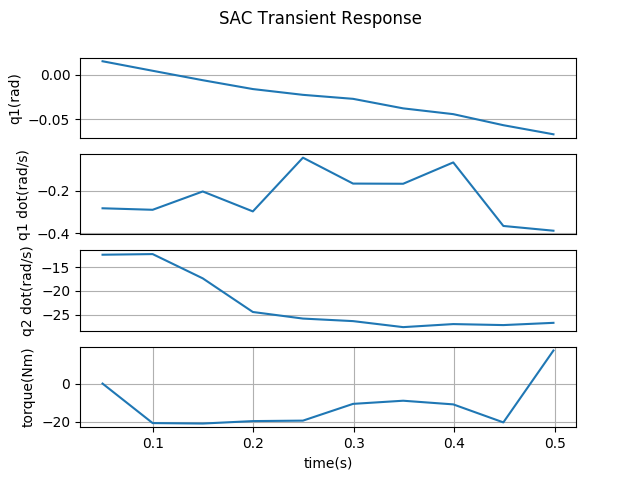 SAC Transient Response
0.00
−0.05
q1(rad)
−0.2
−0.4
q1 dot(rad/s)
−15
−20
−25
q2 dot(rad/s)
0
−20
torque(Nm)
0.1 0.2 0.3 0.4 0.5
time(s)